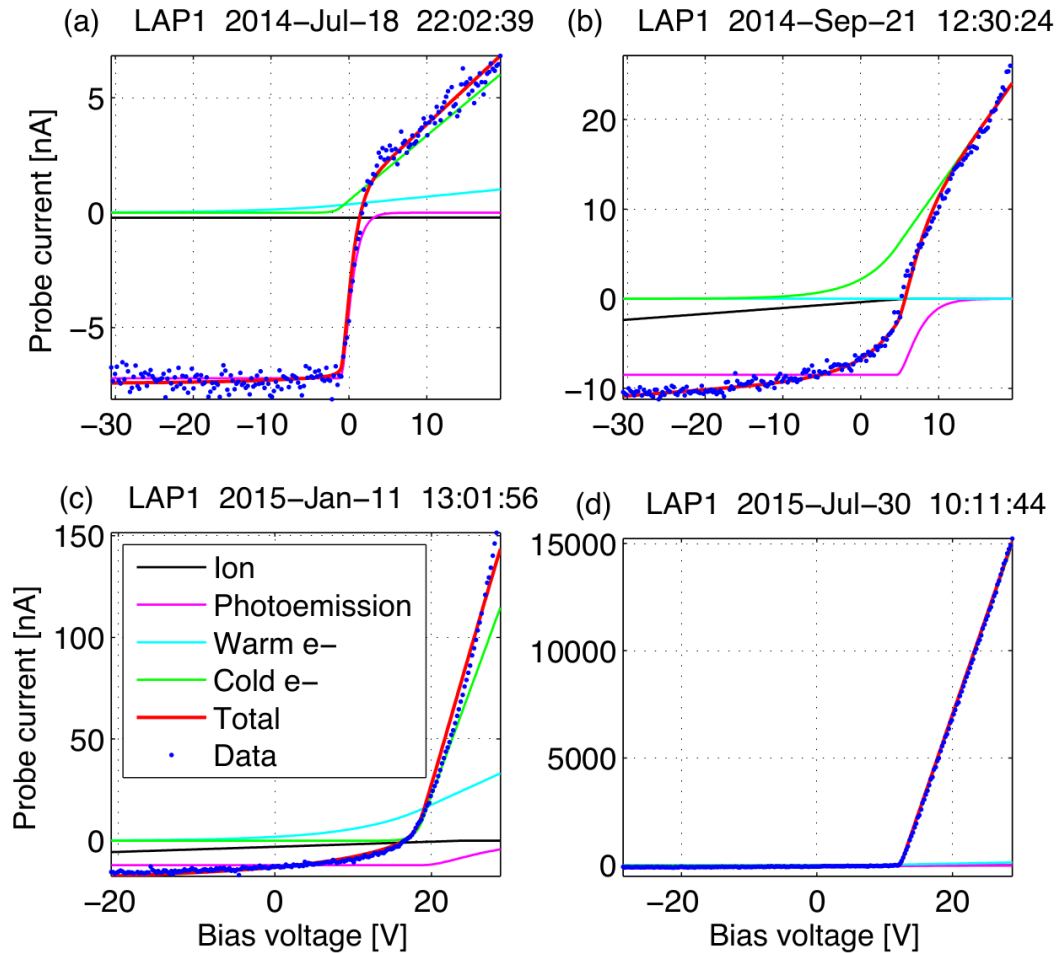 (a) LAP1 2014−Jul−18 22:02:39
5
0
−5
Probe current [nA]
−30 −20 −10 0 10
(b) LAP1 2014−Sep−21 12:30:24
20
10
0
−10
−30 −20 −10 0 10
(c) LAP1 2015−Jan−11 13:01:56
150
100
50
0
Probe current [nA]
Ion
Photoemission
Warm e−
Cold e−
Total
Data
−20 0 20
Bias voltage [V]
(d) LAP1 2015−Jul−30 10:11:44
15000
10000
5000
0
−20 0 20
Bias voltage [V]